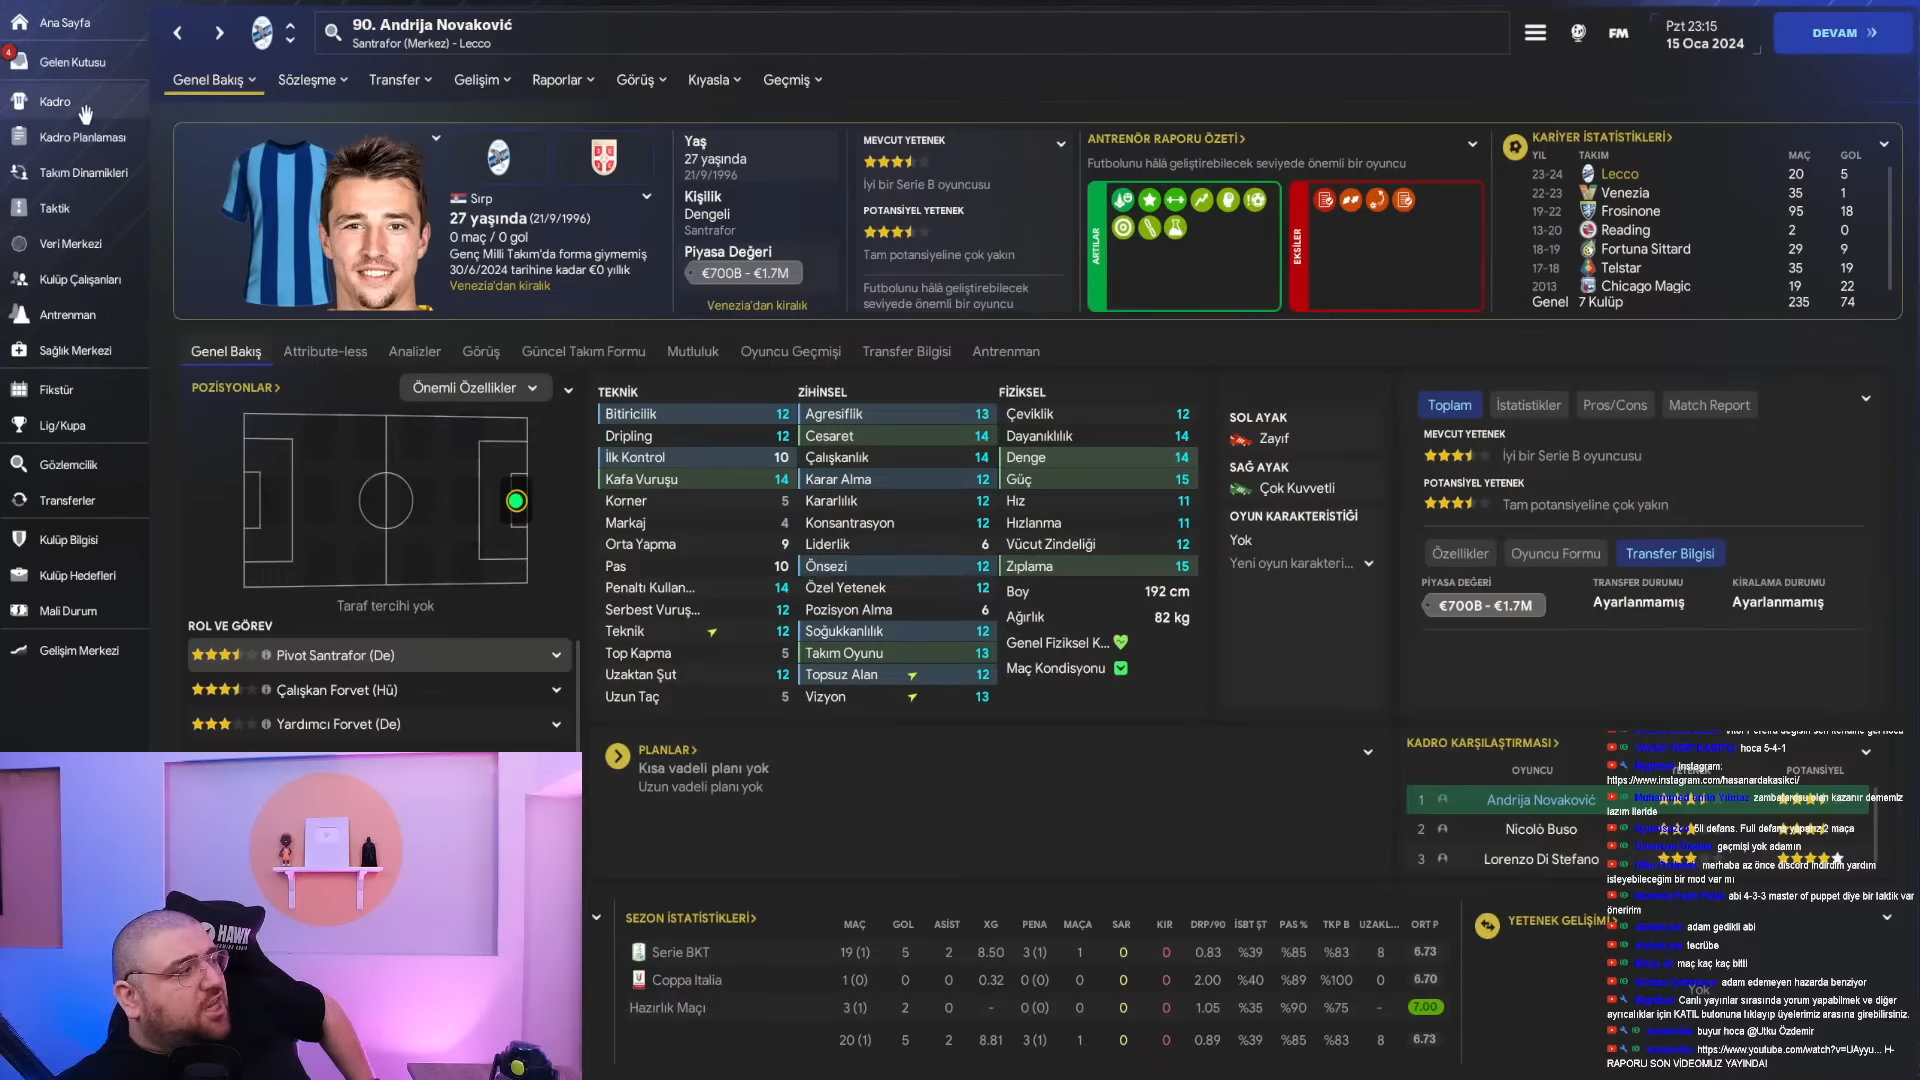 Ana Sayfa
4
Gelen Kutusu
Kadro
Kadro Planlaması
Takım Dinamikleri
Taktik
Veri Merkezi
Kulüp Çalışanları
Antrenman
Sağlık Merkezi
Fikstür
Lig/Kupa
Gözlemcilik
Transferler
Kulüp Bilgisi
Kulüp Hedefleri
Mali Durum
Gelişim Merkezi
90. Andrija Novaković
Santrafor (Merkez) - Lecco
FM
Pzt 23:15
15 Oca 2024
DEVAM
Genel Bakış Sözleşme Transfer Gelişim Raporlar Görüş Kıyasla Geçmiş
Sırp
27 yaşında (21/9/1996)
0 maç / 0 gol
Genç Milli Takım'da forma giymemiş
30/6/2024 tarihine kadar €0 yıllık
Venezia'dan kiralık
Yaş
27 yaşında
21/9/1996
Kişilik
Dengeli
Santrafor
Piyasa Değeri
€700B - €1.7M
Venezia'dan kiralık
MEVCUT YETENEK
İyi bir Serie B oyuncusu
POTANSİYEL YETENEK
Tam potansiyeline çok yakın
Futbolunu hâlâ geliştirebilecek
seviyede önemli bir oyuncu
ANTRENÖR RAPORU ÖZETİ
Futbolunu hâlâ geliştirebilecek seviyede önemli bir oyuncu
ARTILAR
EKSİLER
KARİYER İSTATİSTİKLERİ
YIL TAKIM MAÇ GOL
23-24 Lecco 20 5
22-23 Venezia 35 1
19-22 Frosinone 95 18
13-20 Reading 2 0
18-19 Fortuna Sittard 29 9
17-18 Telstar 35 19
2013 Chicago Magic 19 22
Genel 7 Kulüp 235 74
Genel Bakış Attribute-less Analizler Görüş Güncel Takım Formu Mutluluk Oyuncu Geçmişi Transfer Bilgisi Antrenman
POZİSYONLAR
Önemli Özellikler
Taraf tercihi yok
ROL VE GÖREV
Pivot Santrafor (De)
Çalışkan Forvet (Hü)
Yardımcı Forvet (De)
TEKNİK
Bitiricilik 12
Dripling 12
İlk Kontrol 10
Kafa Vuruşu 14
Korner 5
Markaj 4
Orta Yapma 9
Pas 10
Penaltı Kullan... 14
Serbest Vuruş... 12
Teknik 12
Top Kapma 5
Uzaktan Şut 12
Uzun Taç 5
ZİHİNSEL
Agresiflik 13
Cesaret 14
Çalışkanlık 14
Karar Alma 12
Kararlılık 12
Konsantrasyon 12
Liderlik 6
Önsezi 12
Özel Yetenek 12
Pozisyon Alma 6
Soğukkanlılık 12
Takım Oyunu 13
Topsuz Alan 12
Vizyon 13
FİZİKSEL
Çeviklik 12
Dayanıklılık 14
Denge 14
Güç 15
Hız 11
Hızlanma 11
Vücut Zindeliği 12
Zıplama 15
Boy 192 cm
Ağırlık 82 kg
Genel Fiziksel K...
Maç Kondisyonu
SOL AYAK
Zayıf
SAĞ AYAK
Çok Kuvvetli
OYUN KARAKTERİSTİĞİ
Yok
Yeni oyun karakteri...
Toplam İstatistikler Pros/Cons Match Report
MEVCUT YETENEK
İyi bir Serie B oyuncusu
POTANSİYEL YETENEK
Tam potansiyeline çok yakın
Özellikler Oyuncu Formu Transfer Bilgisi
PİYASA DEĞERİ TRANSFER DURUMU KİRALAMA DURUMU
€700B - €1.7M Ayarlanmamış Ayarlanmamış
PLANLAR
Kısa vadeli planı yok
Uzun vadeli planı yok
KADRO KARŞILAŞTIRMASI
OYUNCU YETENEK POTANSİYEL
1 Andrija Novaković
2 Nicolò Buso
3 Lorenzo Di Stefano
SEZON İSTATİSTİKLERİ MAÇ GOL ASİST XG PENA MAÇA SAR KIR DRP/90 İSBT ŞT PAS % TKP B UZAKL... ORT P
Serie BKT 19 (1) 5 2 8.50 3 (1) 1 0 0 0.83 %39 %85 %83 8 6.73
Coppa Italia 1 (0) 0 0 0.32 0 (0) 0 0 0 2.00 %40 %89 %100 0 6.70
Hazırlık Maçı 3 (1) 2 0 - 0 (0) 0 0 0 1.05 %35 %90 %75 - 7.00
20 (1) 5 2 8.81 3 (1) 1 0 0 0.89 %39 %85 %83 8 6.73
YETENEK GELİŞİMİ
Yok
hoca 5-4-1
Instagram:
https://www.instagram.com/hasanardakasikci/
zambatarosu olan kazanır dememiz
lazım ileride
5li defans. Full defans yaparız 2 maça
geçmişi yok adamın
merhaba az önce discord indirdim yardım
isteyebileceğim bir mod var mı
abi 4-3-3 master of puppet diye bir taktik var
öneririm
adam gedikli abi
tecrübe
maç kaç kaç bitti
adam edemeyen hazarda benziyor
Canlı yayınlar sırasında yorum yapabilmek ve diğer
ayrıcalıklar için KATIL butonuna tıklayıp üyelerimiz arasına girebilirsiniz.
buyur hoca @Utku Özdemir
https://www.youtube.com/watch?v=UAyyu... H-
RAPORU SON VİDEOMUZ YAYINDA!
HAWK